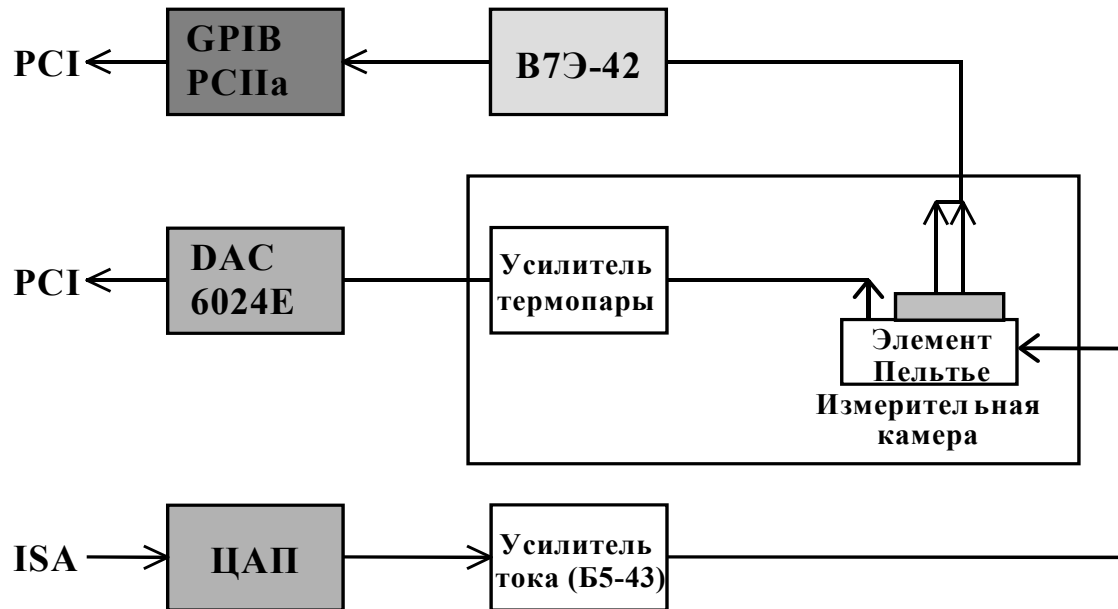 PCI
GPIB
PCIIa
В7Э-42
PCI
DAC
6024E
Усилитель
термопары
Элемент
Пельтье
Измерительная
камера
ISA
ЦАП
Усилитель
тока (Б5-43)